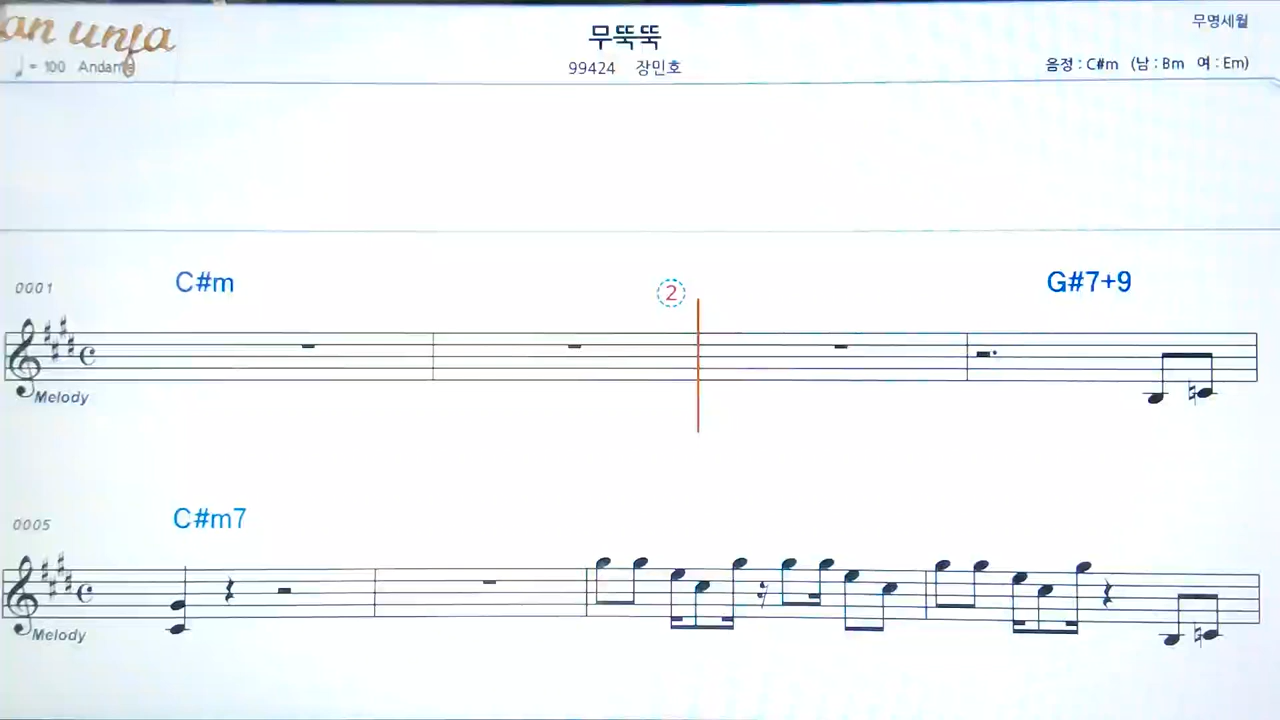 an unfa
무뚝뚝
무명세월
♩ = 100 Andante
99424 장민호
음정 : C#m (남 : Bm 여 : Em)
0001
C#m
②
G#7+9
Melody
0005
C#m7
Melody